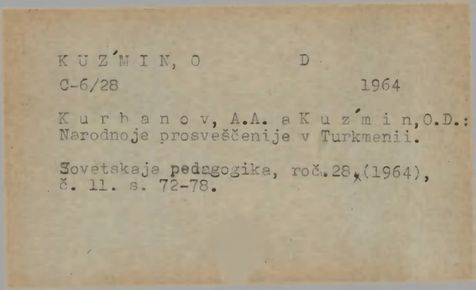 K U Z ́M I N, O D
C-6/28 1964
K u r b a n o v, A.A. a K u z ́m i n, O.D.:
Narodnoje prosveščenije v Turkmenii.
Sovetskaja pedagogika, roč. 28, (1964),
č. 11. s. 72-78.